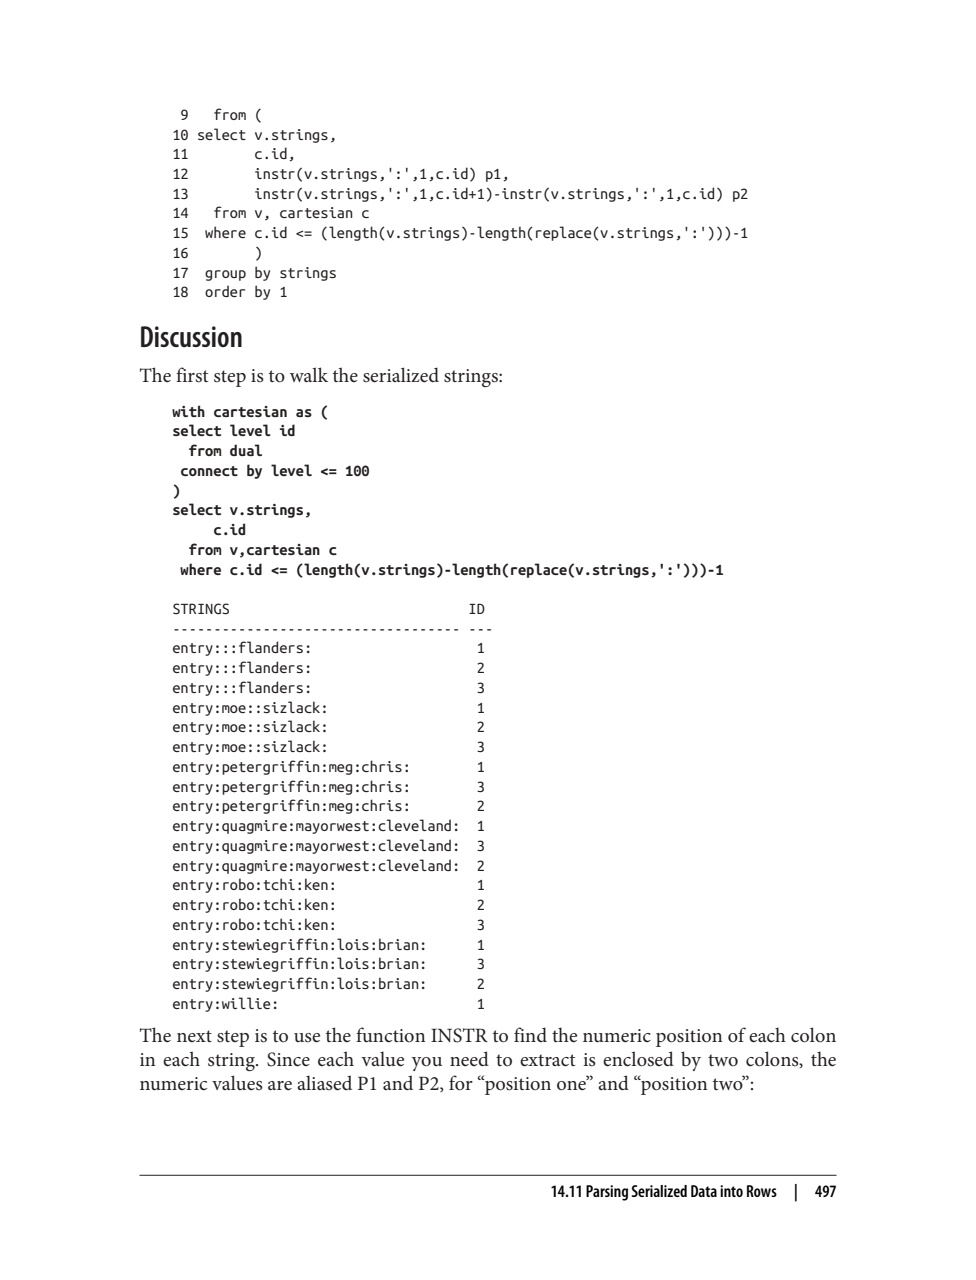 9   from (
10 select v.strings,
11        c.id,
12        instr(v.strings,':',1,c.id) p1,
13        instr(v.strings,':',1,c.id+1)-instr(v.strings,':',1,c.id) p2
14   from v, cartesian c
15  where c.id <= (length(v.strings)-length(replace(v.strings,':')))-1
16        )
17  group by strings
18  order by 1
Discussion
The first step is to walk the serialized strings:
with cartesian as (
select level id
  from dual
 connect by level <= 100
)
select v.strings,
     c.id
  from v,cartesian c
 where c.id <= (length(v.strings)-length(replace(v.strings,':')))-1
STRINGS                             ID
----------------------------------- ---
entry:::flanders:                    1
entry:::flanders:                    2
entry:::flanders:                    3
entry:moe::sizlack:                  1
entry:moe::sizlack:                  2
entry:moe::sizlack:                  3
entry:petergriffin:meg:chris:        1
entry:petergriffin:meg:chris:        3
entry:petergriffin:meg:chris:        2
entry:quagmire:mayorwest:cleveland:  1
entry:quagmire:mayorwest:cleveland:  3
entry:quagmire:mayorwest:cleveland:  2
entry:robo:tchi:ken:                 1
entry:robo:tchi:ken:                 2
entry:robo:tchi:ken:                 3
entry:stewiegriffin:lois:brian:      1
entry:stewiegriffin:lois:brian:      3
entry:stewiegriffin:lois:brian:      2
entry:willie:                        1
The next step is to use the function INSTR to find the numeric position of each colon
in each string. Since each value you need to extract is enclosed by two colons, the
numeric values are aliased P1 and P2, for “position one” and “position two”:
14.11 Parsing Serialized Data into Rows | 497